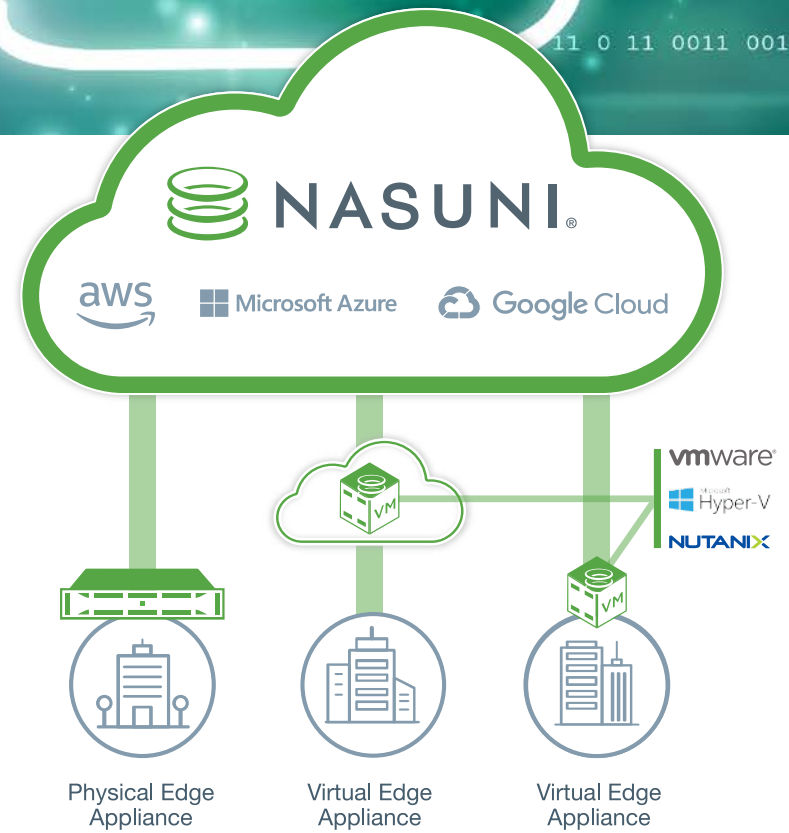 11 0 11 0011 001
NASUNI®
aws
Microsoft Azure
Google Cloud
vmware®
Microsoft
Hyper-V
VM
NUTANIX
VM
Physical Edge
Appliance
Virtual Edge
Appliance
Virtual Edge
Appliance